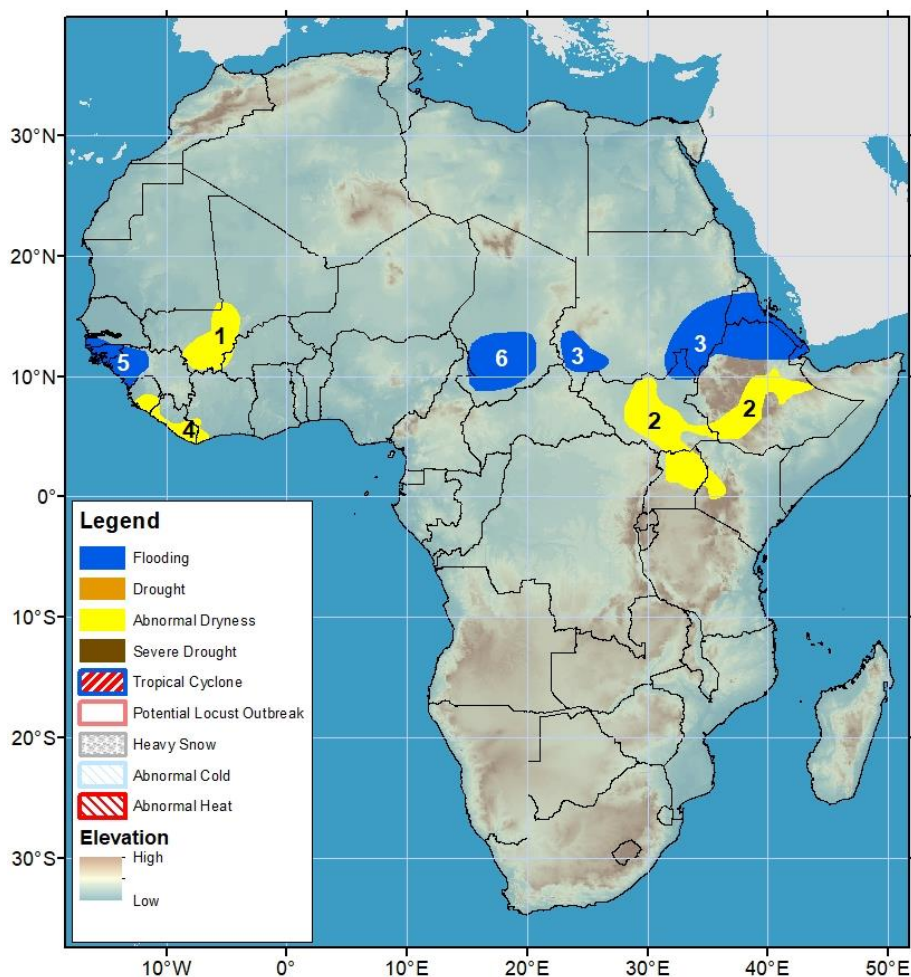 30°N
20°N
1
3
5
6
3
10°N
2
2
4
0°
Legend
Flooding
Drought
Abnormal Dryness
Severe Drought
Tropical Cyclone
Potential Locust Outbreak
Heavy Snow
Abnormal Cold
Abnormal Heat
Elevation
High
Low
10°S
20°S
30°S
10°W 0° 10°E 20°E 30°E 40°E 50°E